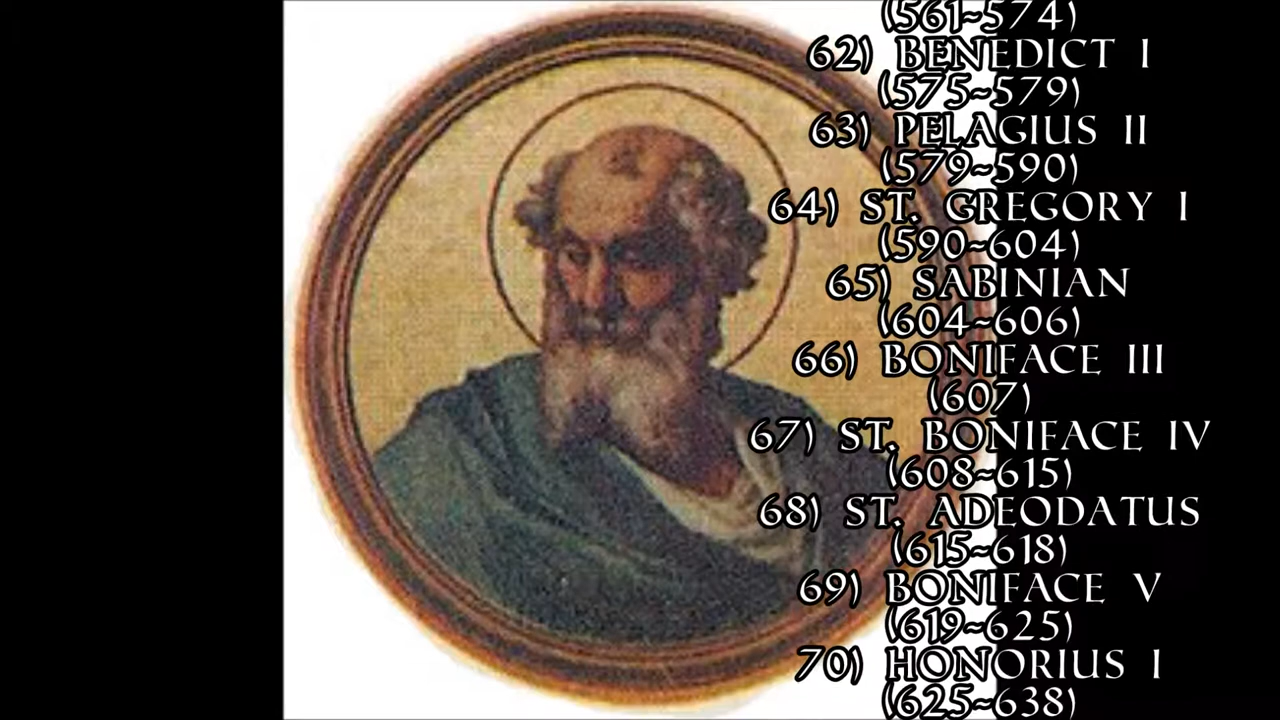 (561~574)
62) BENEDICT I
(575~579)
63) PELAGIUS II
(579~590)
64) ST. GREGORY I
(590~604)
65) SABINIAN
(604~606)
66) BONIFACE III
(607)
67) ST. BONIFACE IV
(608~615)
68) ST. ADEODATUS
(615~618)
69) BONIFACE V
(619~625)
70) HONORIUS I
(625~638)